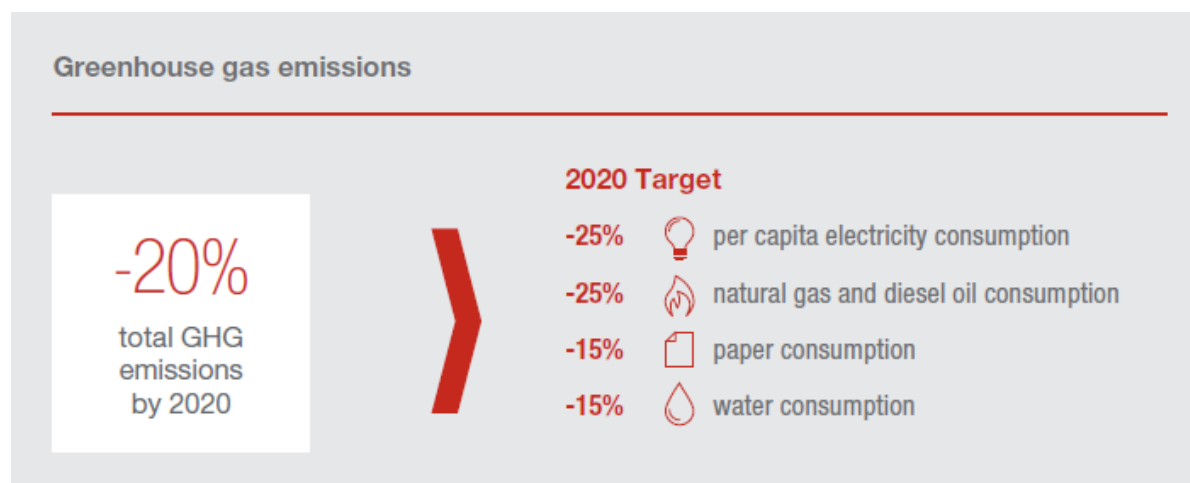 Greenhouse gas emissions
-20%
total GHG
emissions
by 2020
2020 Target
-25% per capita electricity consumption
-25% natural gas and diesel oil consumption
-15% paper consumption
-15% water consumption